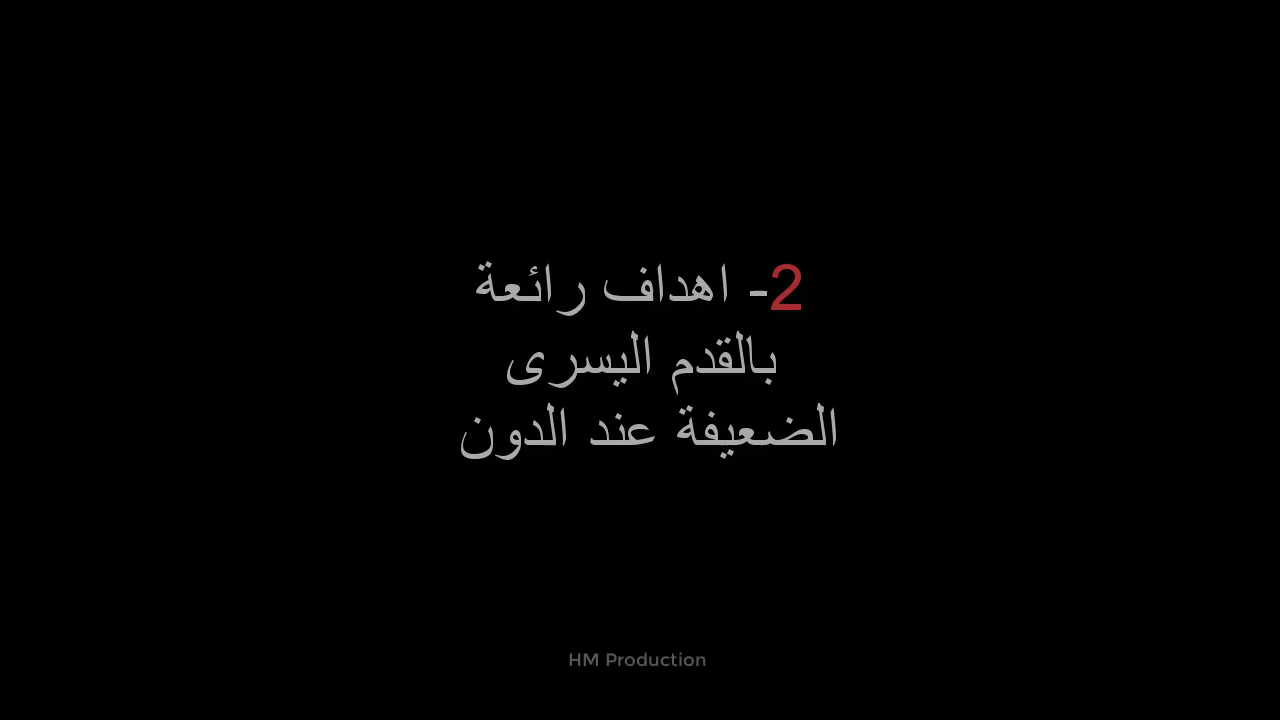 2- اهداف رائعة
بالقدم اليسرى
الضعيفة عند الدون
HM Production